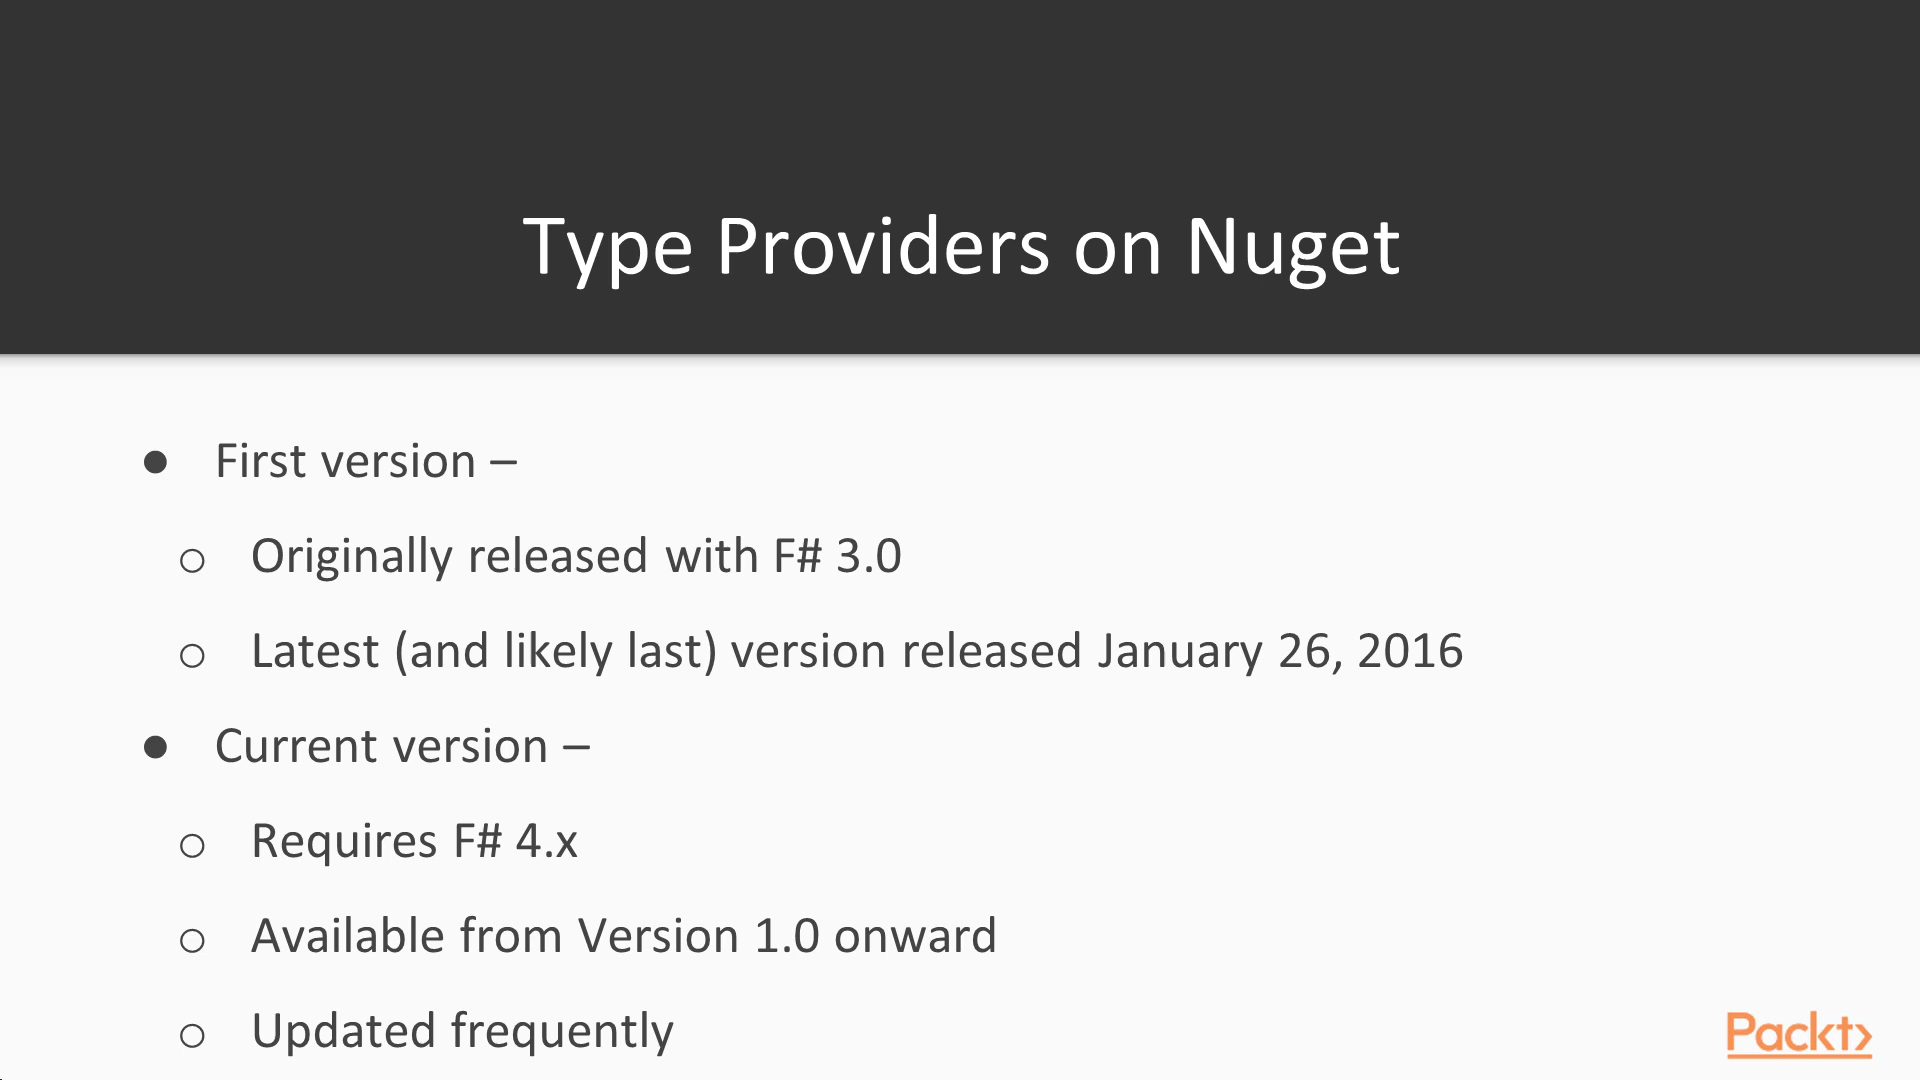 Type Providers on Nuget
● First version –
○ Originally released with F# 3.0
○ Latest (and likely last) version released January 26, 2016
● Current version –
○ Requires F# 4.x
○ Available from Version 1.0 onward
○ Updated frequently
Packt>